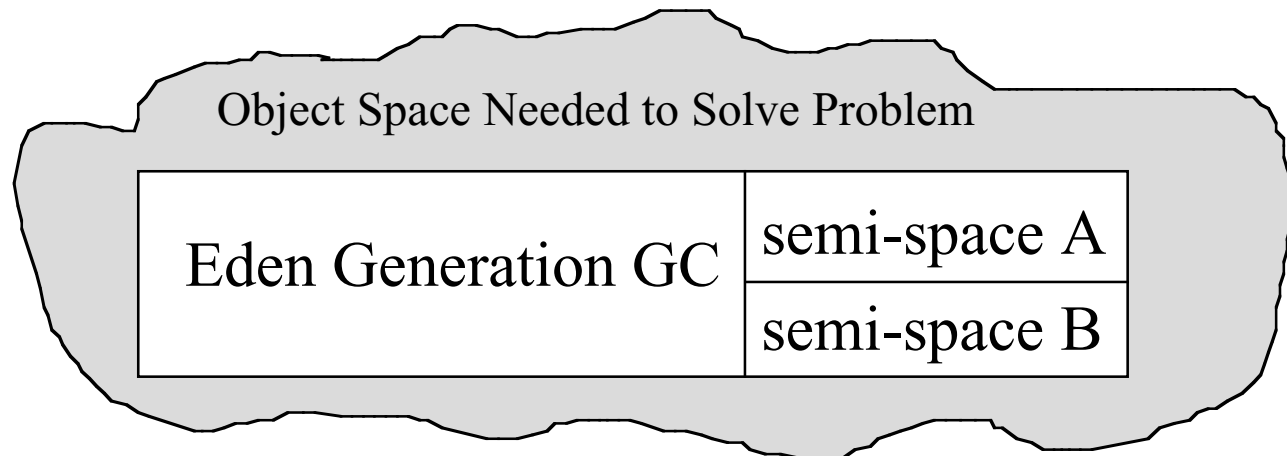 Object Space Needed to Solve Problem
Eden Generation GC
semi-space A
semi-space B